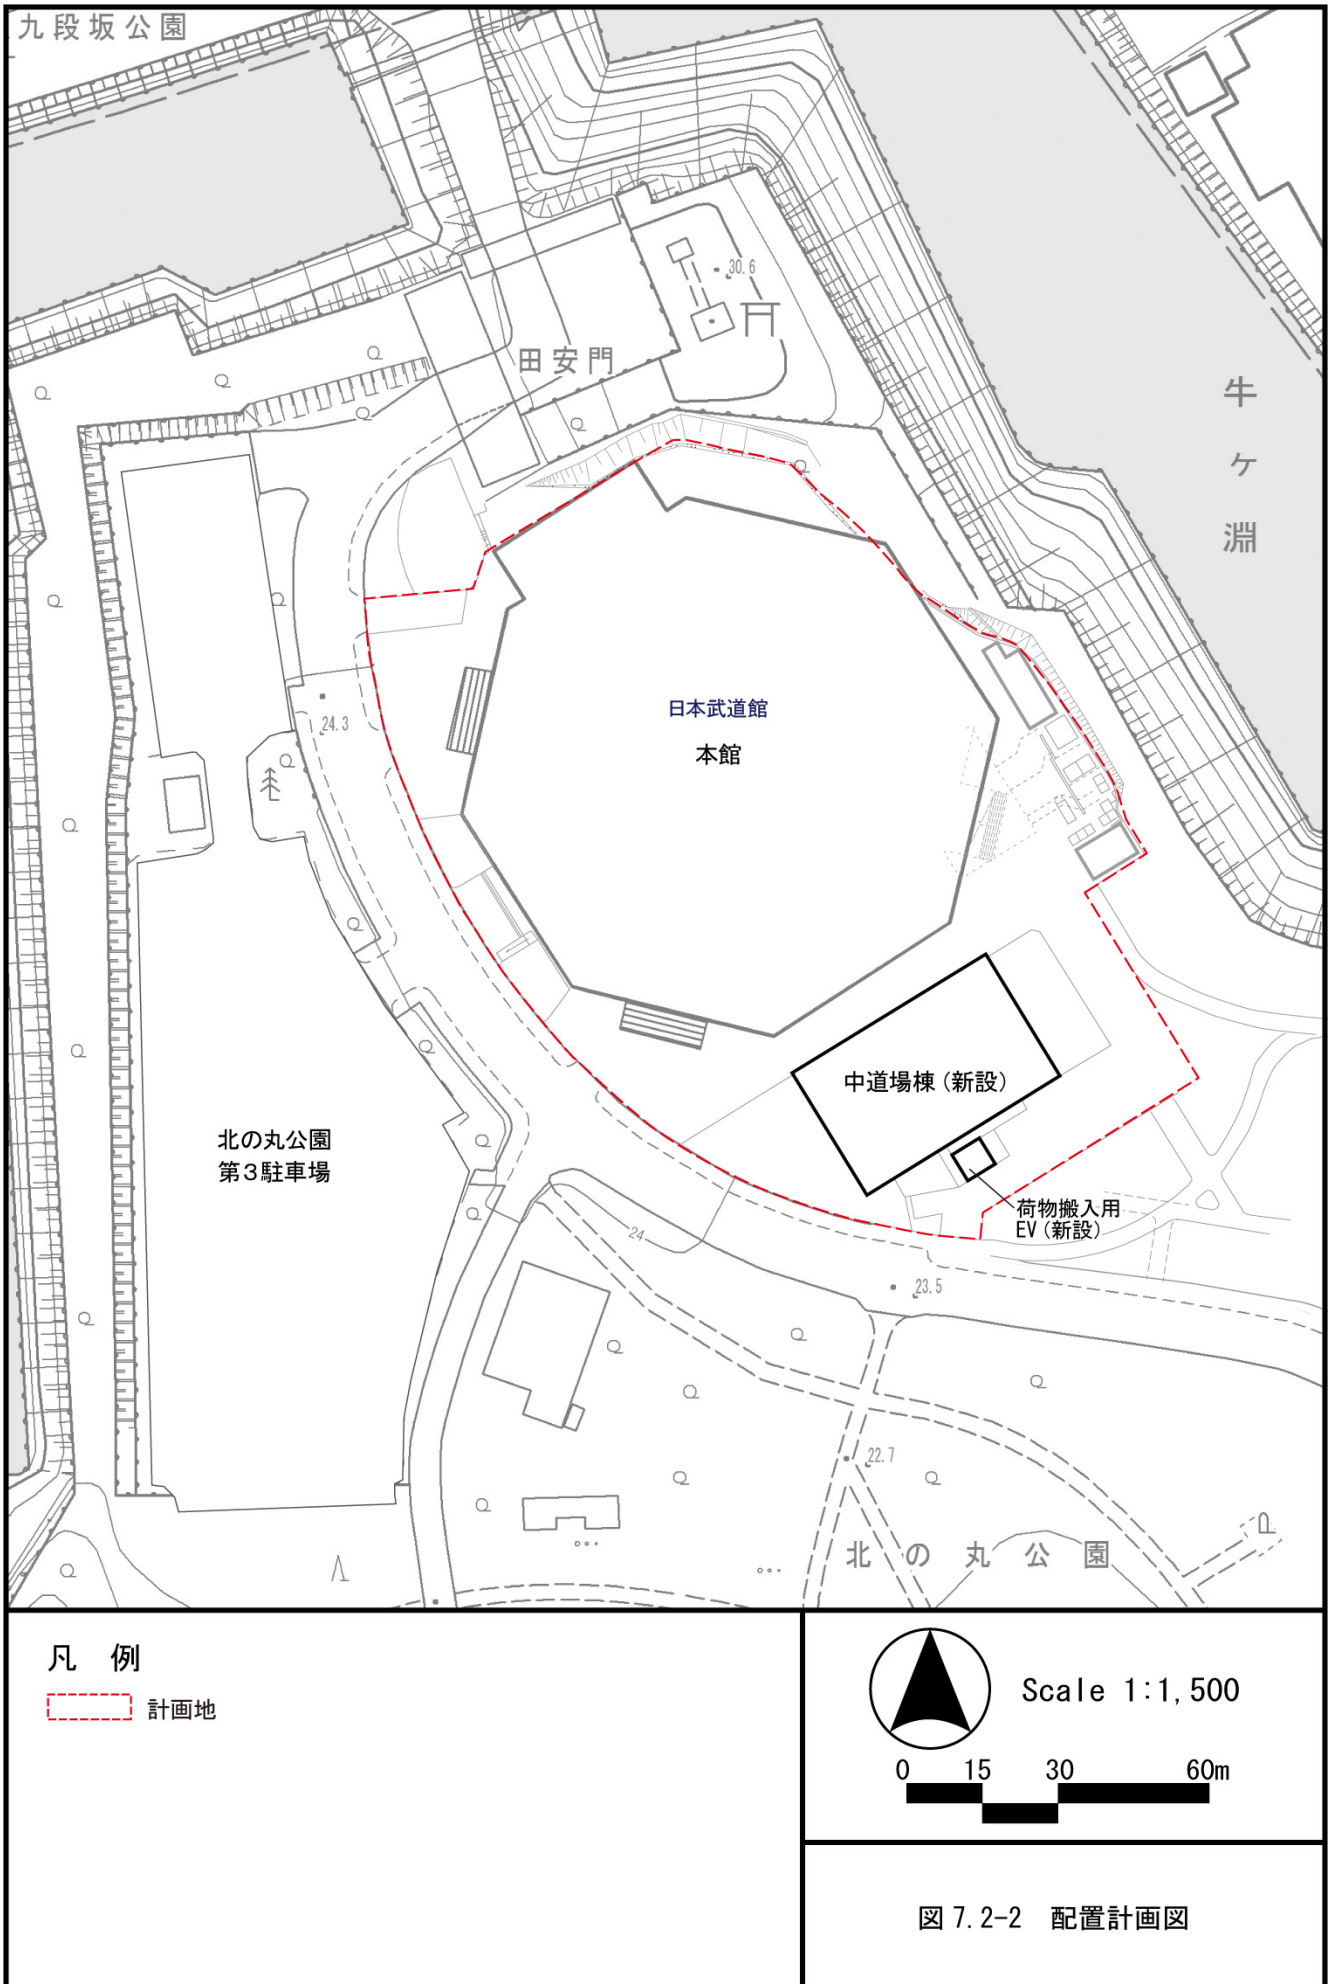 九段坂公園
30.6
田安門
牛ヶ淵
24.3
日本武道館
本館
中道場棟(新設)
北の丸公園
第3駐車場
荷物搬入用
EV(新設)
24
23.5
22.7
北の丸公園
凡 例
計画地
Scale 1:1,500
0 15 30 60m
図 7.2-2 配置計画図